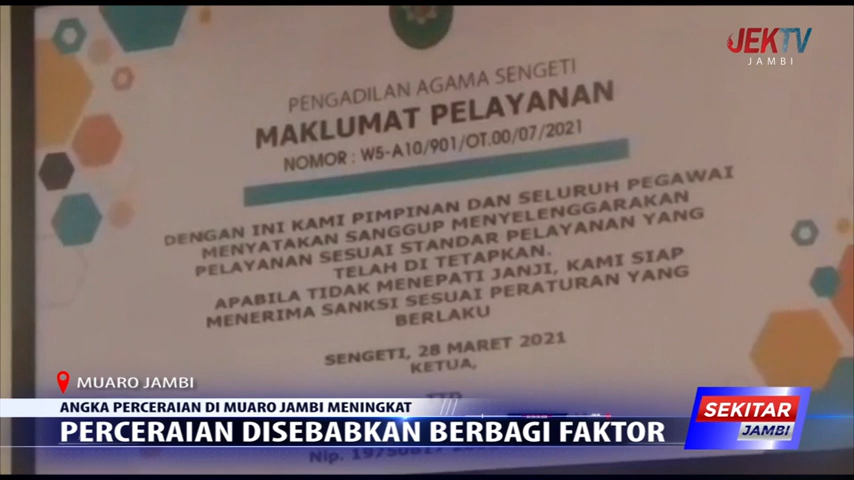 JEKTV
JAMBI
PENGADILAN AGAMA SENGETI
MAKLUMAT PELAYANAN
NOMOR : W5-A10/901/OT.00/07/2021
DENGAN INI KAMI PIMPINAN DAN SELURUH PEGAWAI
MENYATAKAN SANGGUP MENYELENGGARAKAN
PELAYANAN SESUAI STANDAR PELAYANAN YANG
TELAH DI TETAPKAN.
APABILA TIDAK MENEPATI JANJI, KAMI SIAP
MENERIMA SANKSI SESUAI PERATURAN YANG
BERLAKU
SENGETI, 28 MARET 2021
KETUA,
MUARO JAMBI
ANGKA PERCERAIAN DI MUARO JAMBI MENINGKAT
PERCERAIAN DISEBABKAN BERBAGI FAKTOR
SEKITAR
JAMBI
Nip.